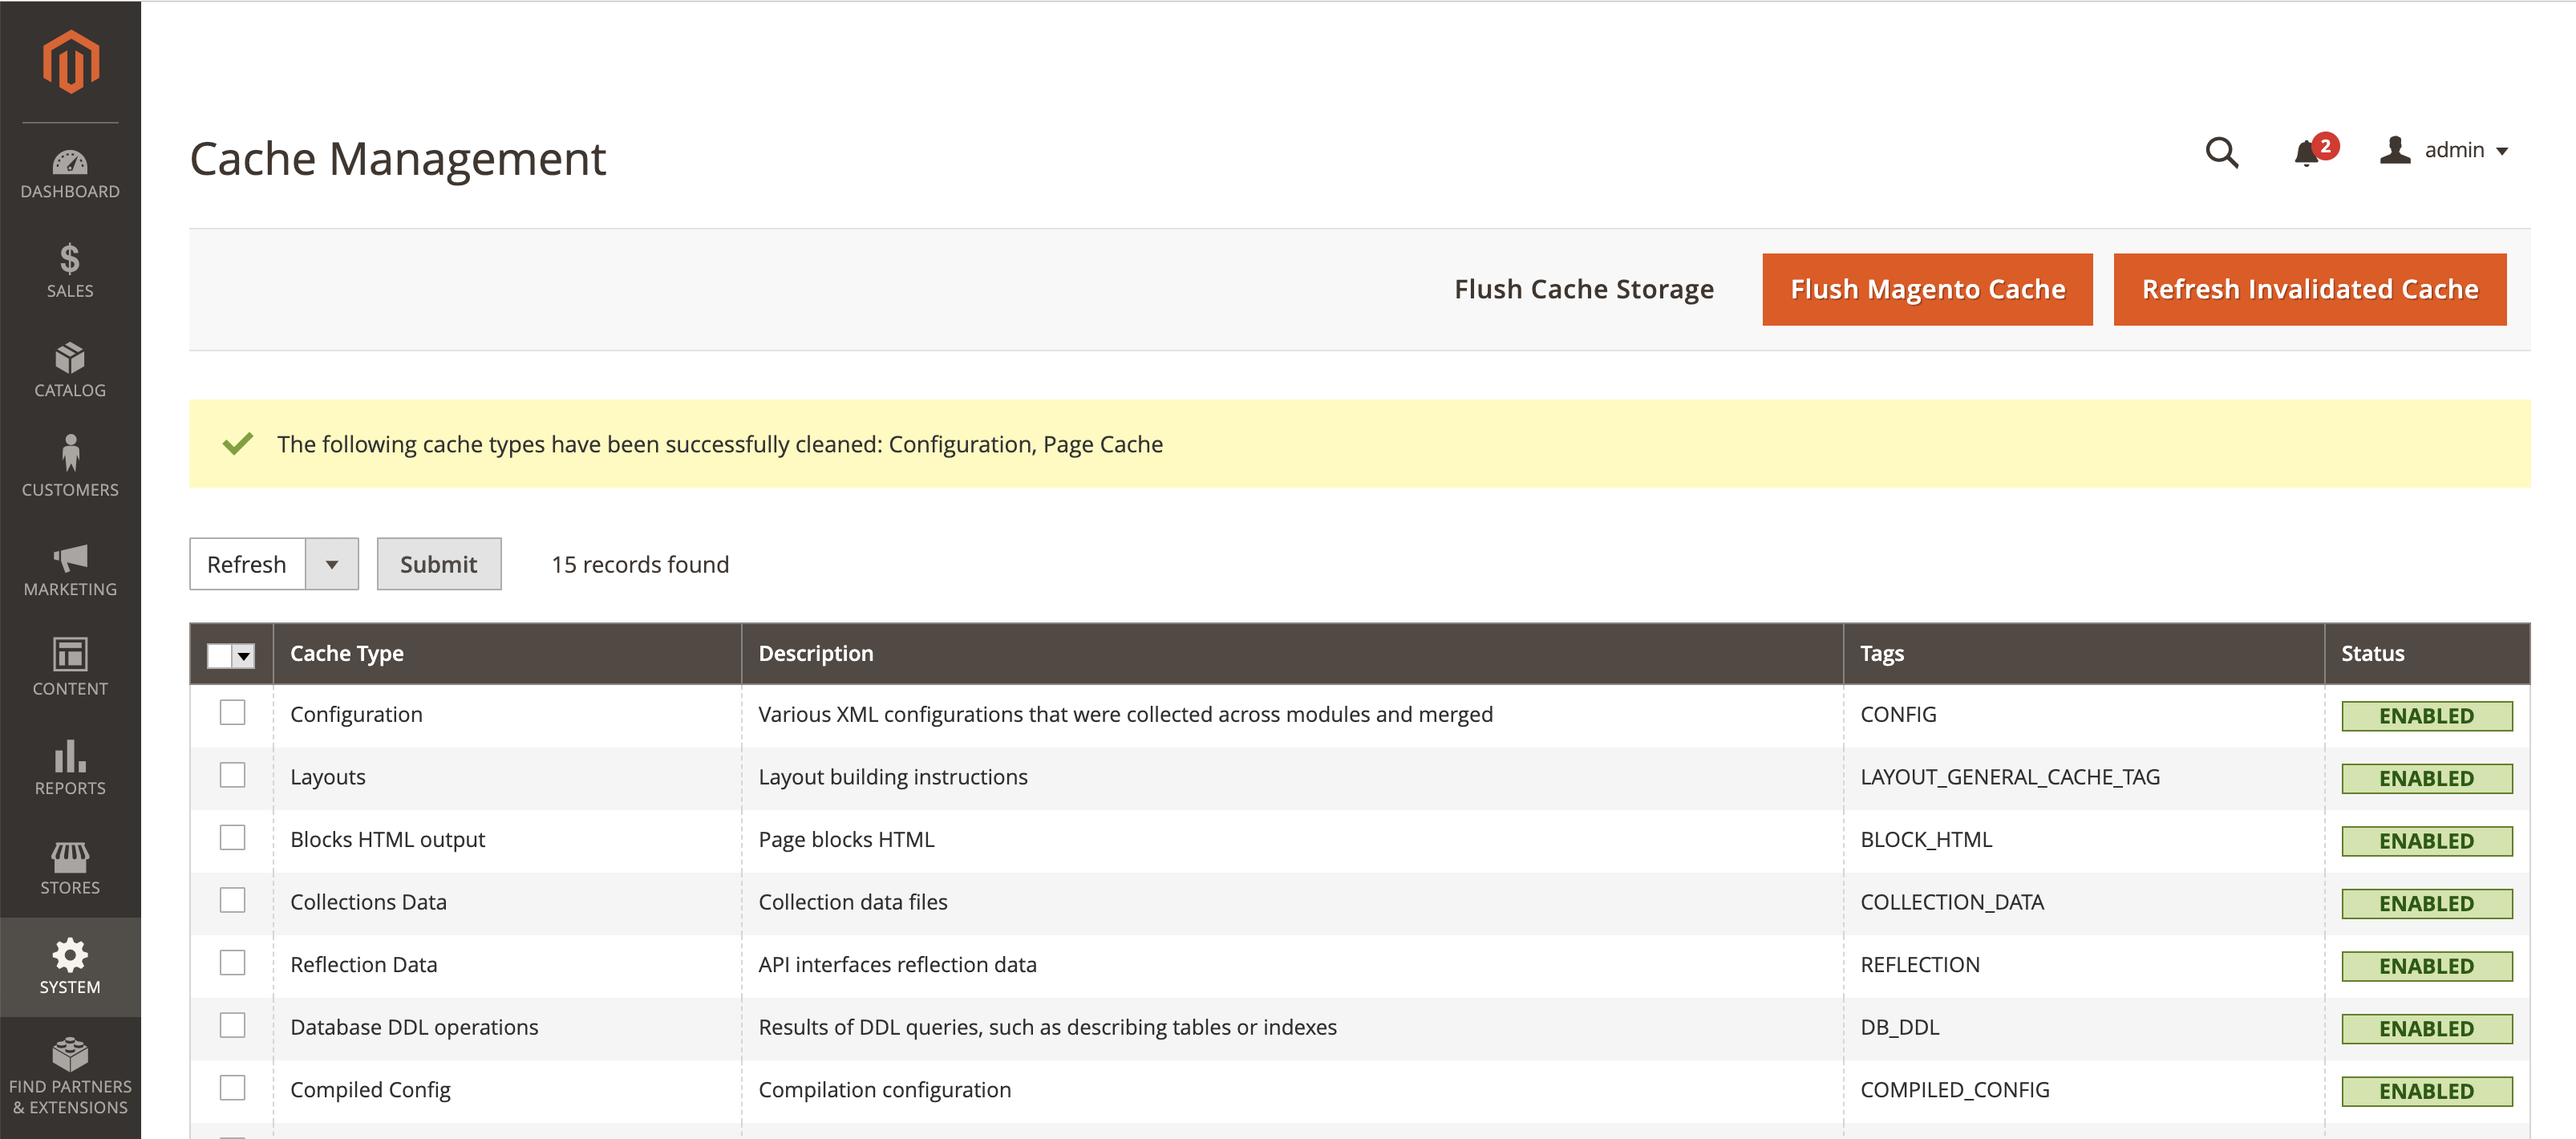 Cache Management
2
admin
Flush Cache Storage
Flush Magento Cache
Refresh Invalidated Cache
The following cache types have been successfully cleaned: Configuration, Page Cache
Refresh
Submit
15 records found
DASHBOARD
SALES
CATALOG
CUSTOMERS
MARKETING
CONTENT
REPORTS
STORES
SYSTEM
FIND PARTNERS
& EXTENSIONS
Cache Type Description Tags Status
Configuration Various XML configurations that were collected across modules and merged CONFIG ENABLED
Layouts Layout building instructions LAYOUT_GENERAL_CACHE_TAG ENABLED
Blocks HTML output Page blocks HTML BLOCK_HTML ENABLED
Collections Data Collection data files COLLECTION_DATA ENABLED
Reflection Data API interfaces reflection data REFLECTION ENABLED
Database DDL operations Results of DDL queries, such as describing tables or indexes DB_DDL ENABLED
Compiled Config Compilation configuration COMPILED_CONFIG ENABLED